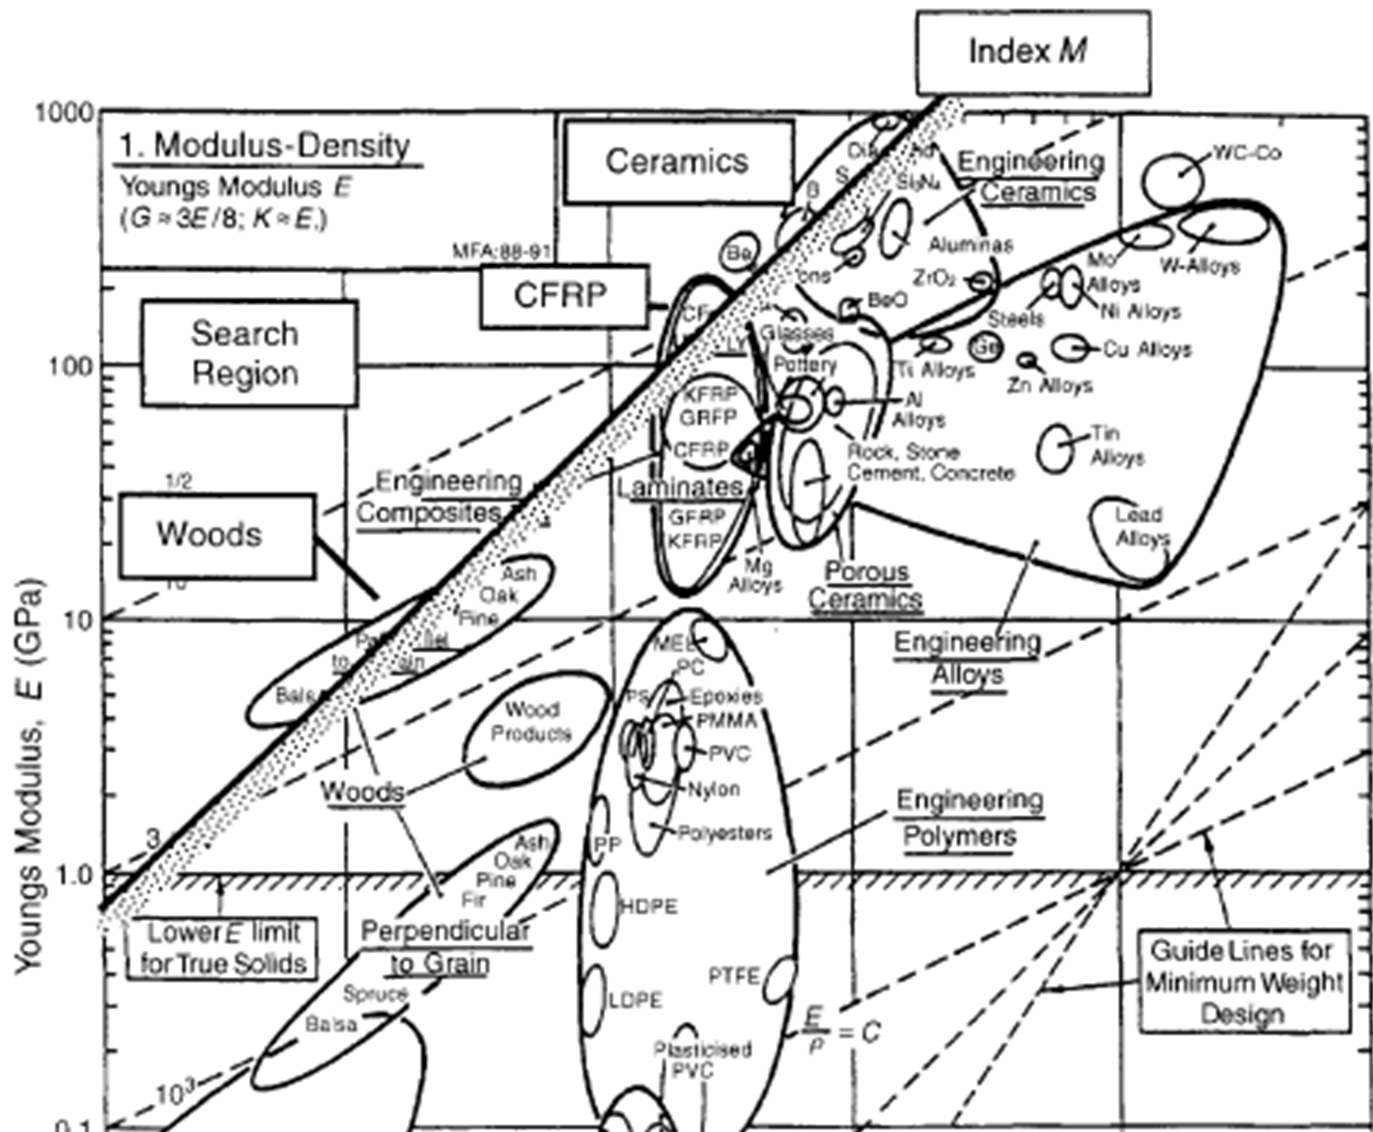 Index M
1000
1. Modulus-Density
Youngs Modulus E
(G ≈ 3E/8; K ≈ E.)
MFA:88-91
Ceramics
Engineering
Ceramics
WC-Co
B
S
Si₃N₄
Be
Aluminas
Mo
Alloys
W-Alloys
CFRP
ZrO₂
BeO
Steels
Ni Alloys
Search
Region
Glasses
Ge
Cu Alloys
100
Pottery
Ti Alloys
Zn Alloys
KFRP
GRFP
Al
Alloys
CFRP
Tin
Alloys
Rock, Stone
Cement, Concrete
1/2
Engineering
Composites
Laminates
GFRP
KFRP
Lead
Alloys
Woods
Mg
Alloys
Porous
Ceramics
Ash
Oak
Pine
10
MEL
Engineering
Alloys
to
PC
PS
Epoxies
PMMA
PVC
Wood
Products
Nylon
Woods
Polyesters
Engineering
Polymers
3
PP
Ash
Oak
Pine
Fir
1.0
HDPE
Lower E limit
for True Solids
Perpendicular
to Grain
Guide Lines for
Minimum Weight
Design
PTFE
Spruce
LDPE
Balsa
E/ρ = C
Plasticised
PVC
10³
0.1
Youngs Modulus, E (GPa)